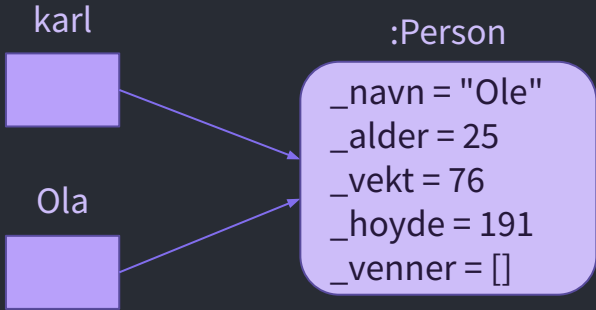 karl
:Person
_navn = "Ole"
_alder = 25
_vekt = 76
_hoyde = 191
_venner = []
Ola